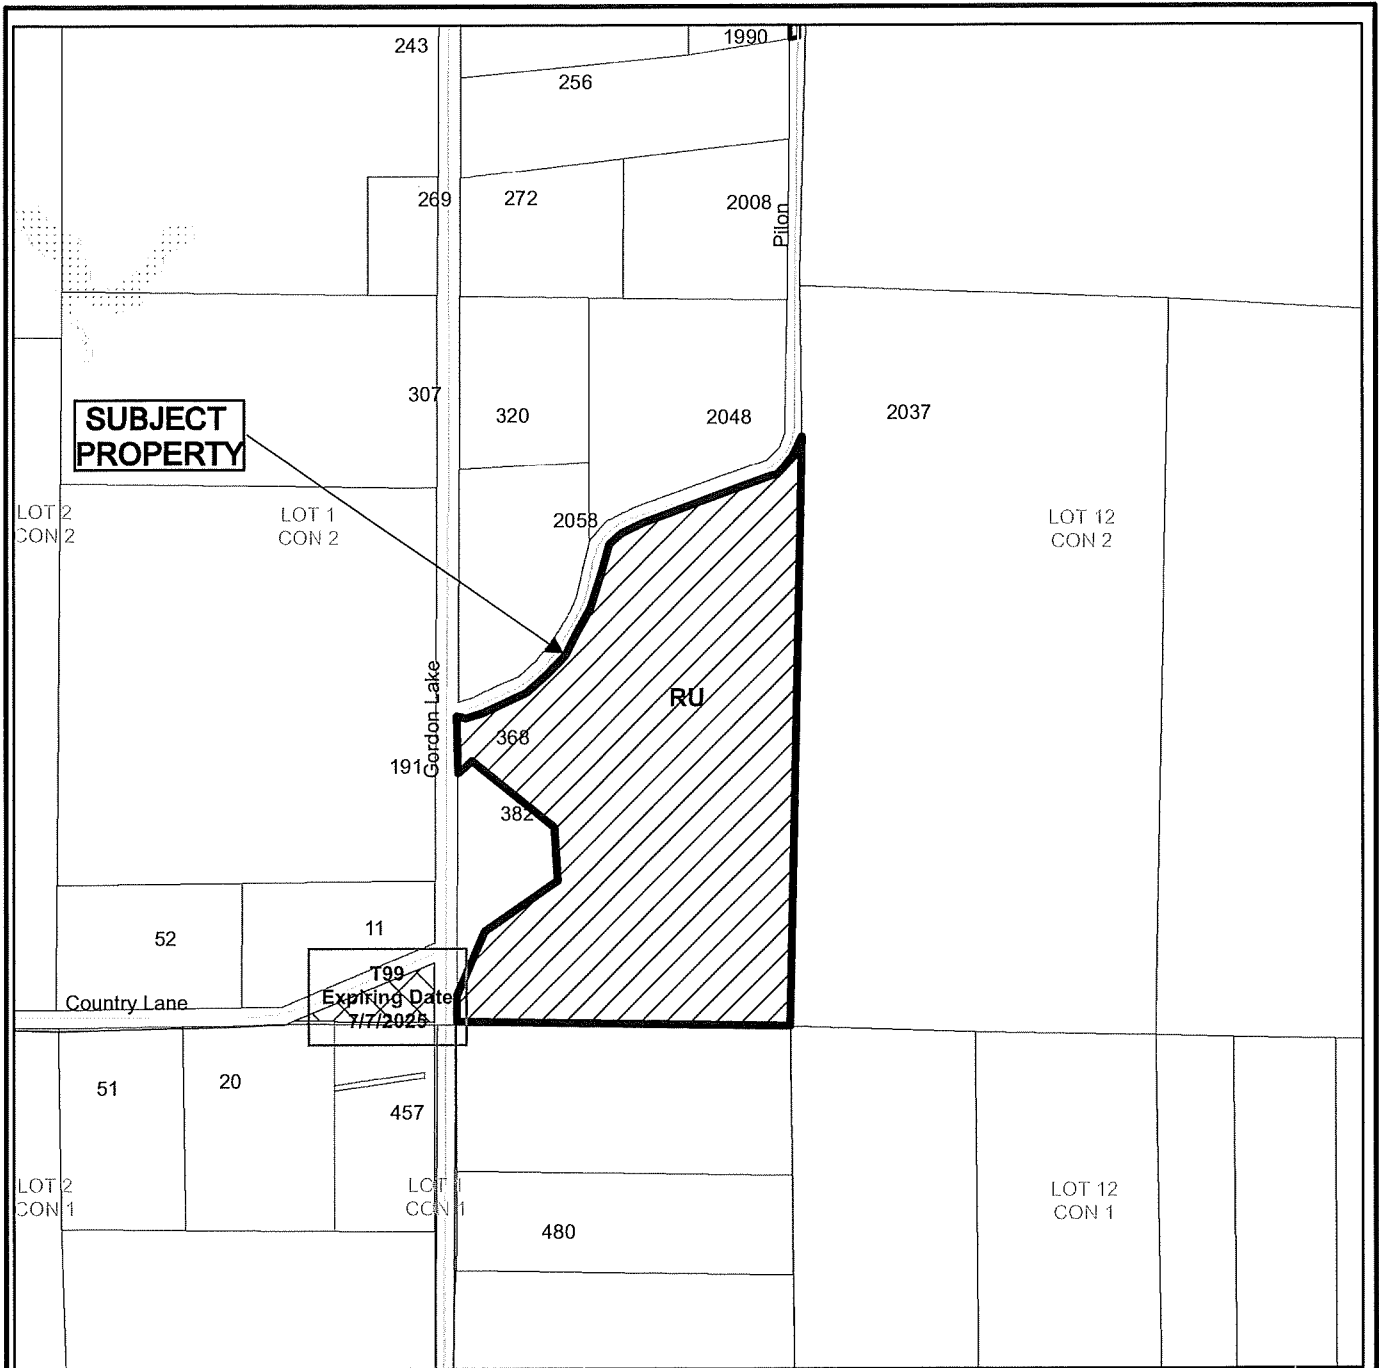 1990
243
256
269
272
2008
Pilon
307
320
2048
2037
SUBJECT
PROPERTY
LOT 2
CON 2
LOT 1
CON 2
2058
LOT 12
CON 2
RU
Gordon Lake
368
191
382
52
11
T99
Expiring Date
7/7/2025
Country Lane
51
20
457
LOT 2
CON 1
LOT 1
CON 1
LOT 12
CON 1
480